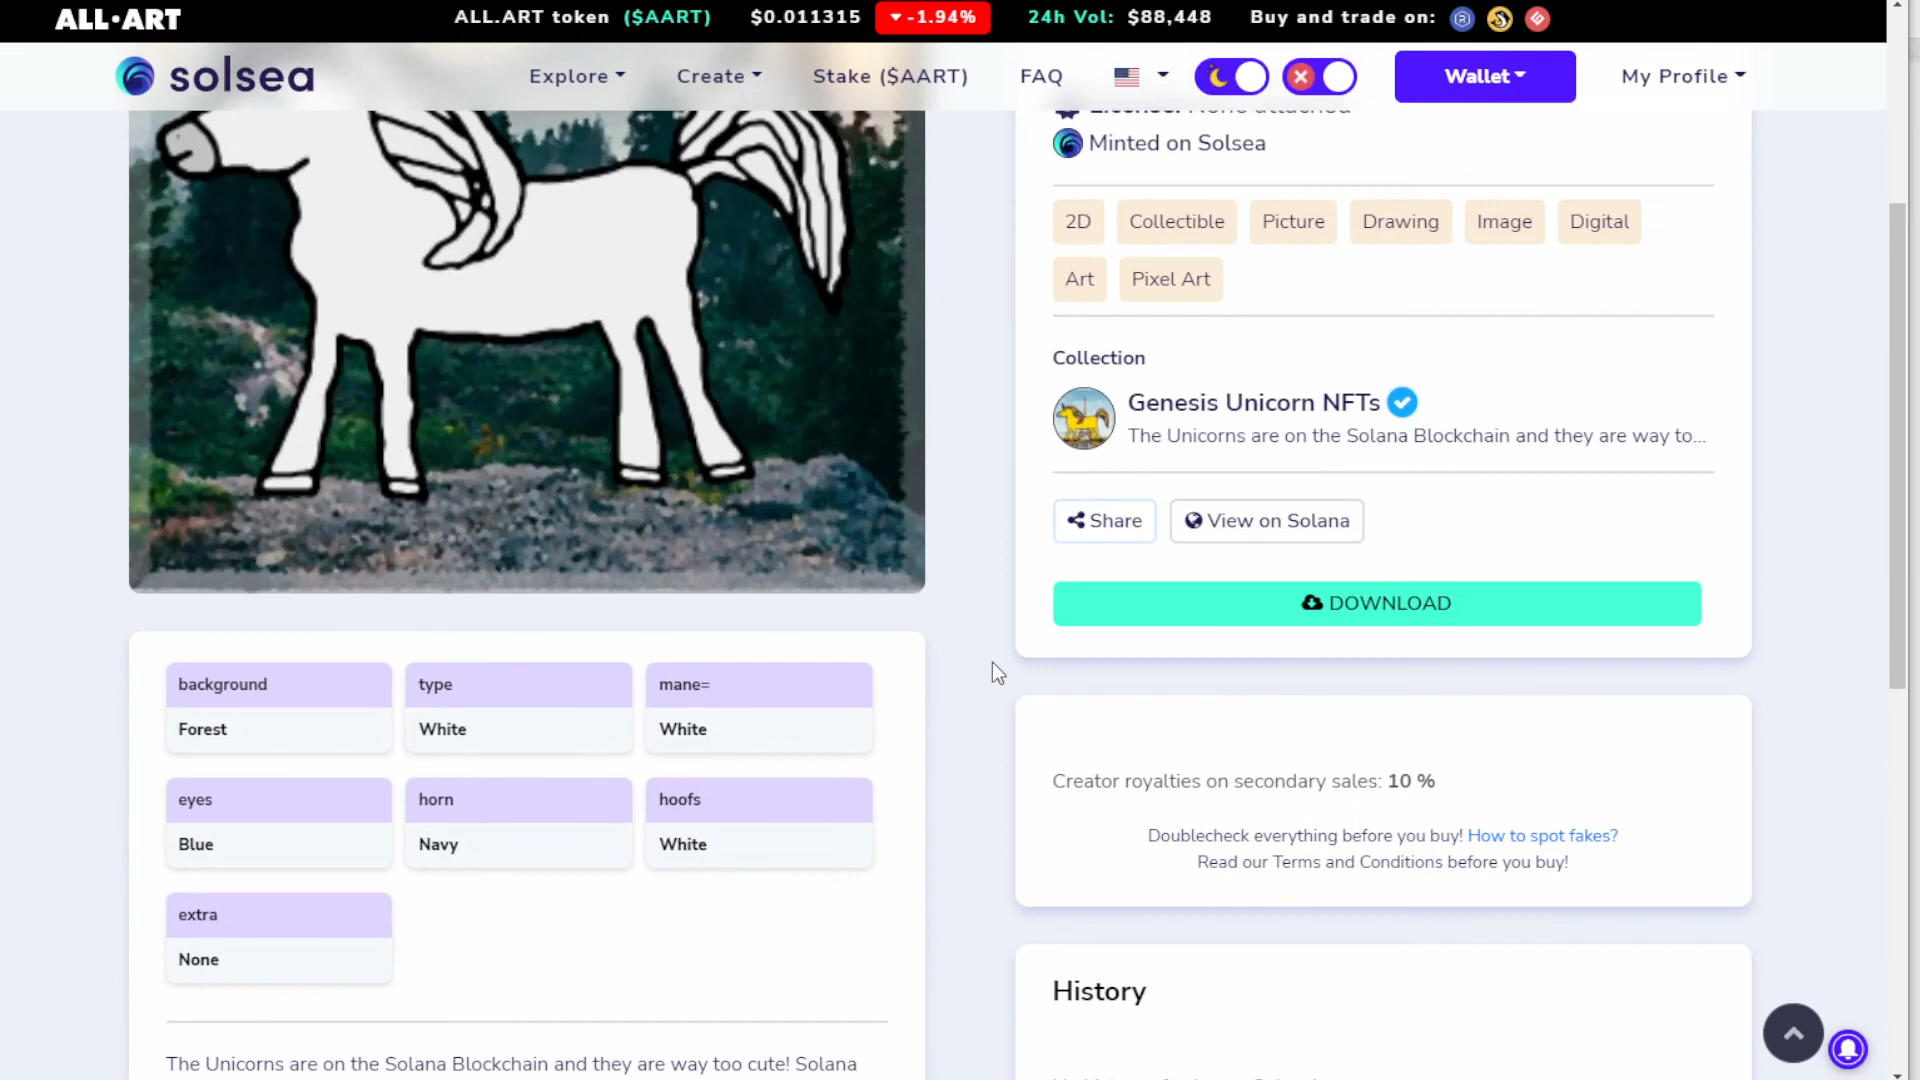 ALL·ART
ALL.ART token ($AART) $0.011315 -1.94% 24h Vol: $88,448 Buy and trade on:
solsea
Explore Create Stake ($AART) FAQ Wallet My Profile
License: None attached
Minted on Solsea
2D Collectible Picture Drawing Image Digital
Art Pixel Art
Collection
Genesis Unicorn NFTs
The Unicorns are on the Solana Blockchain and they are way to...
Share View on Solana
DOWNLOAD
background type mane=
Forest White White
eyes horn hoofs
Blue Navy White
extra
None
The Unicorns are on the Solana Blockchain and they are way too cute! Solana
Creator royalties on secondary sales: 10 %
Doublecheck everything before you buy! How to spot fakes?
Read our Terms and Conditions before you buy!
History